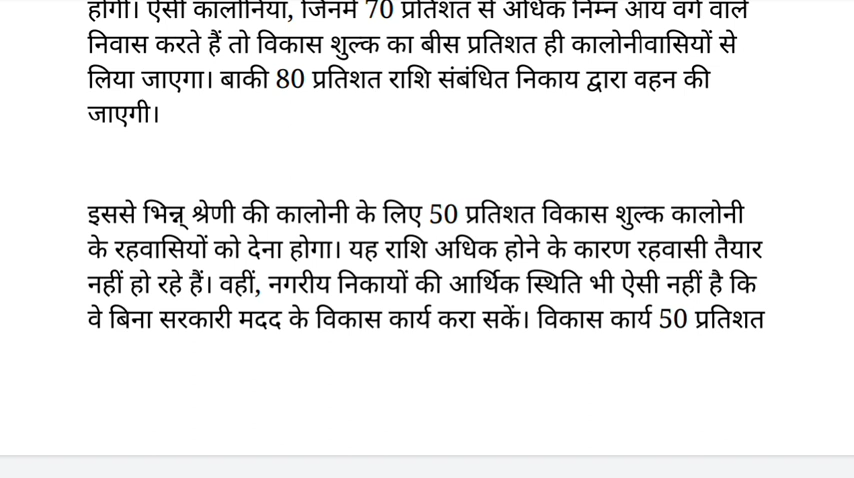 होगी। ऐसी कालोनियां, जिनमें 70 प्रतिशत से अधिक निम्न आय वर्ग वाले
निवास करते हैं तो विकास शुल्क का बीस प्रतिशत ही कालोनीवासियों से
लिया जाएगा। बाकी 80 प्रतिशत राशि संबंधित निकाय द्वारा वहन की
जाएगी।
इससे भिन्न् श्रेणी की कालोनी के लिए 50 प्रतिशत विकास शुल्क कालोनी
के रहवासियों को देना होगा। यह राशि अधिक होने के कारण रहवासी तैयार
नहीं हो रहे हैं। वहीं, नगरीय निकायों की आर्थिक स्थिति भी ऐसी नहीं है कि
वे बिना सरकारी मदद के विकास कार्य करा सकें। विकास कार्य 50 प्रतिशत